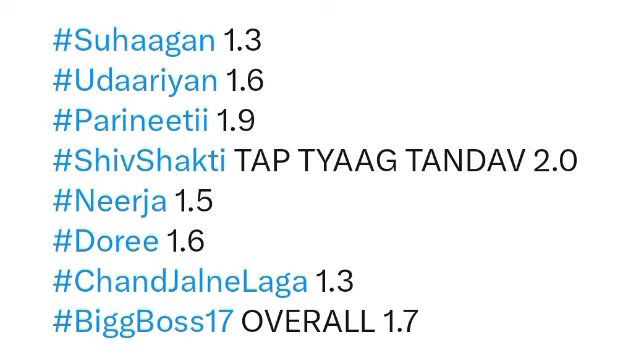 #Suhaagan 1.3
#Udaariyan 1.6
#Parineetii 1.9
#ShivShakti TAP TYAAG TANDAV 2.0
#Neerja 1.5
#Doree 1.6
#ChandJalneLaga 1.3
#BiggBoss17 OVERALL 1.7